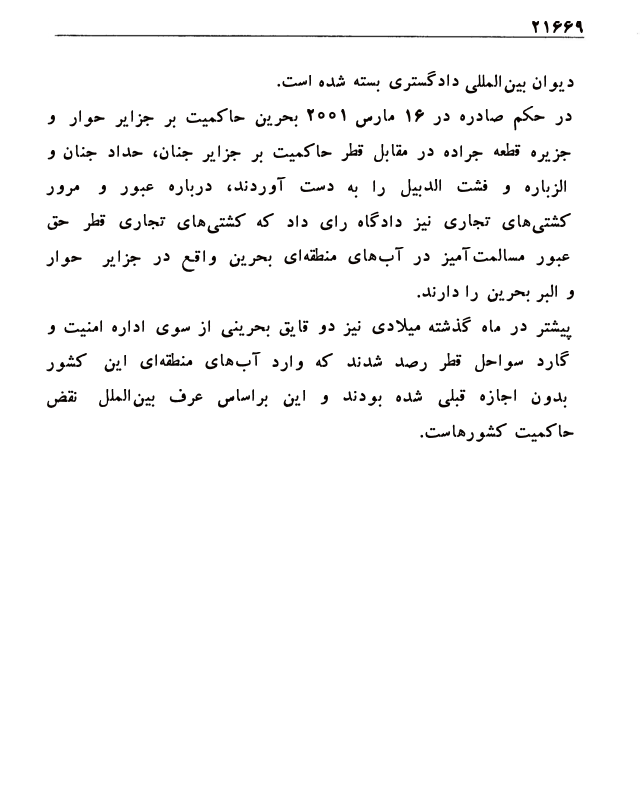 ۲۱۶۶۹
دیوان بین‌المللی دادگستری بسته شده است.
در حکم صادره در ۱۶ مارس ۲۰۰۱ بحرین حاکمیت بر جزایر حوار و
جزیره قطعه جراده در مقابل قطر حاکمیت بر جزایر جنان، حداد جنان و
الزباره و فشت الدبیل را به دست آوردند، درباره عبور و مرور
کشتی‌های تجاری نیز دادگاه رای داد که کشتی‌های تجاری قطر حق
عبور مسالمت‌آمیز در آب‌های منطقه‌ای بحرین واقع در جزایر حوار
و البر بحرین را دارند.
پیشتر در ماه گذشته میلادی نیز دو قایق بحرینی از سوی اداره امنیت و
گارد سواحل قطر رصد شدند که وارد آب‌های منطقه‌ای این کشور
بدون اجازه قبلی شده بودند و این براساس عرف بین‌الملل نقض
حاکمیت کشورهاست.